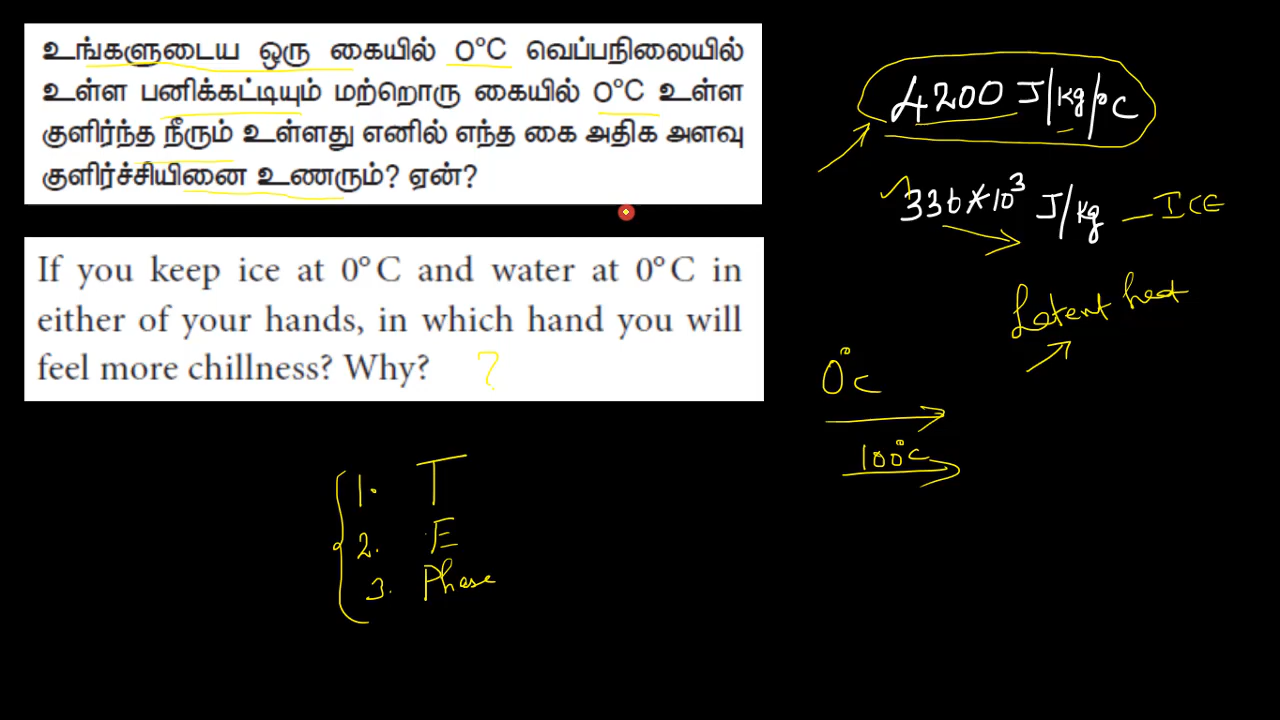 உங்களுடைய ஒரு கையில் 0°C வெப்பநிலையில்
உள்ள பனிக்கட்டியும் மற்றொரு கையில் 0°C உள்ள
குளிர்ந்த நீரும் உள்ளது எனில் எந்த கை அதிக அளவு
குளிர்ச்சியினை உணரும்? ஏன்?
If you keep ice at 0° C and water at 0° C in
either of your hands, in which hand you will
feel more chillness? Why? ?
4200 J/kg/°C
336*10³ J/kg - ICE
Latent heat
0°C
100°C
1. T
2. E
3. Phase